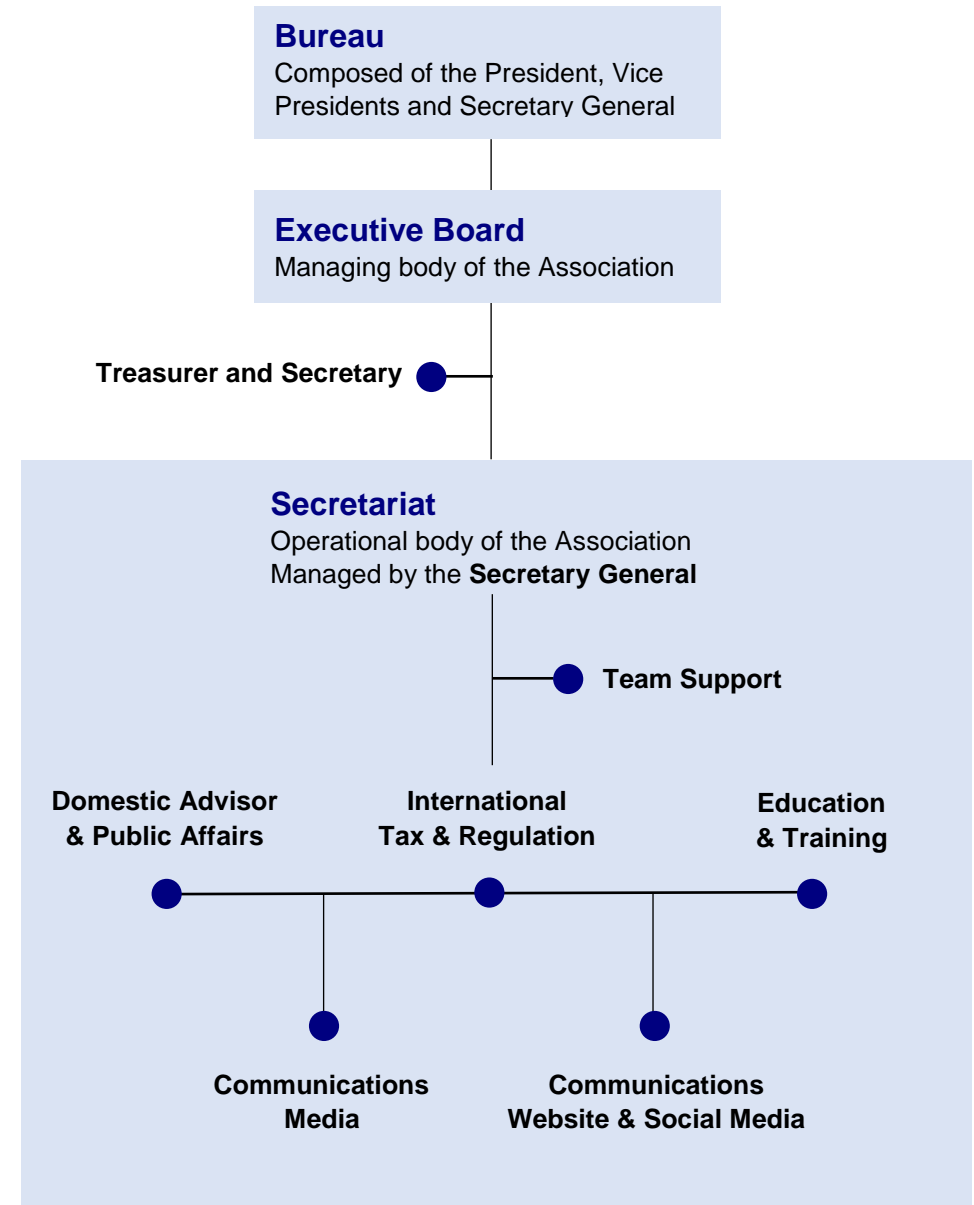 Bureau
Composed of the President, Vice
Presidents and Secretary General
Executive Board
Managing body of the Association
Treasurer and Secretary
Secretariat
Operational body of the Association
Managed by the Secretary General
Team Support
Domestic Advisor
& Public Affairs
International
Tax & Regulation
Education
& Training
Communications
Media
Communications
Website & Social Media